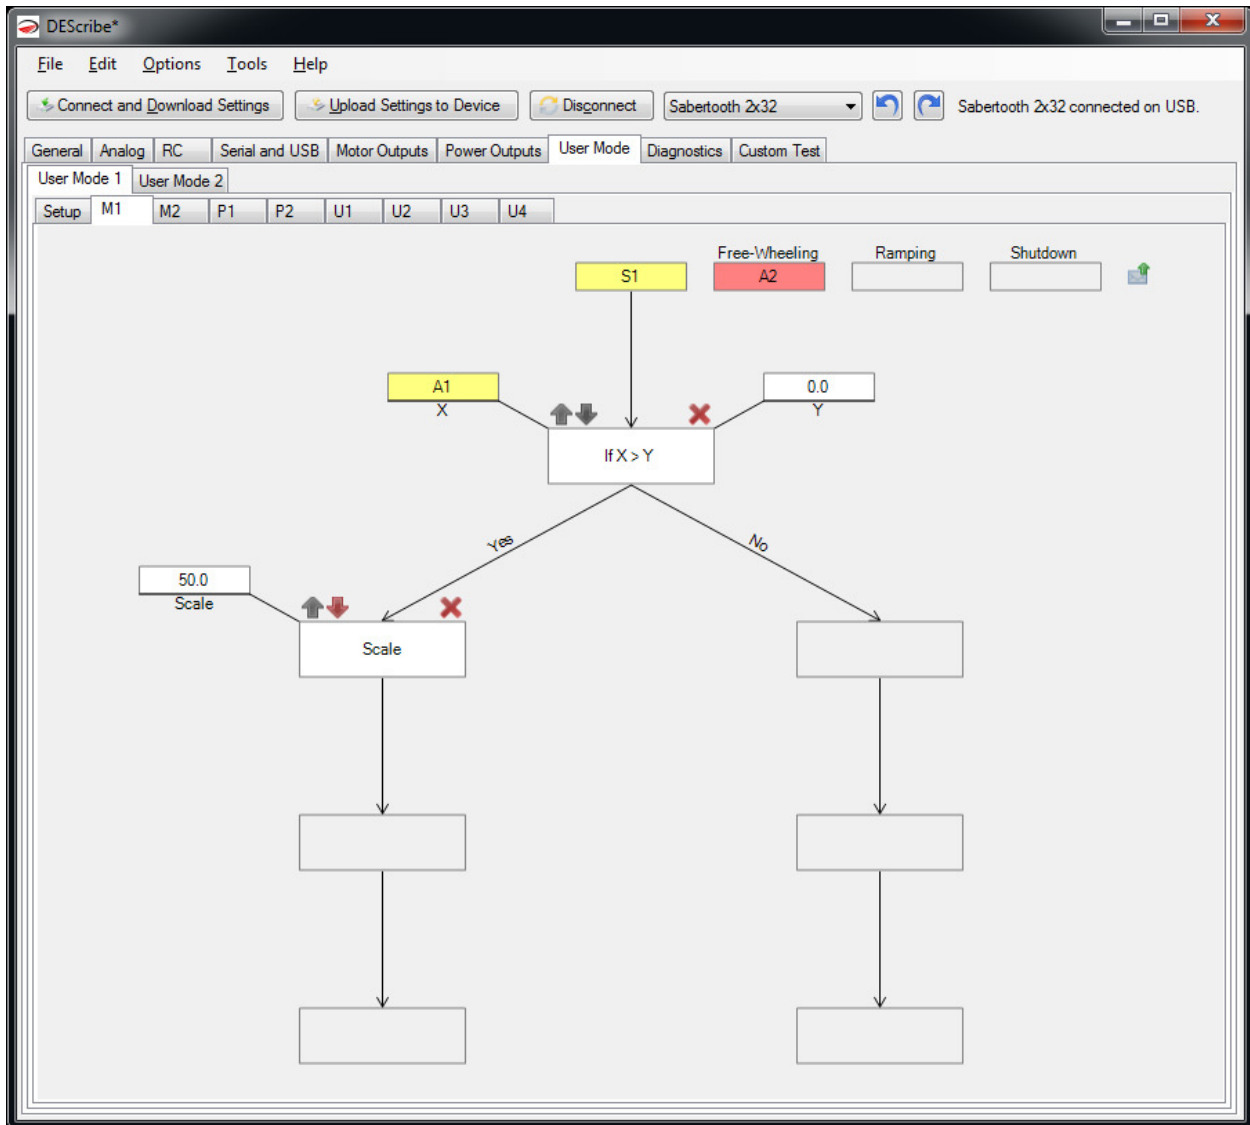 DEScribe*
File Edit Options Tools Help
Connect and Download Settings Upload Settings to Device Disconnect Sabertooth 2x32 Sabertooth 2x32 connected on USB.
General Analog RC Serial and USB Motor Outputs Power Outputs User Mode Diagnostics Custom Test
User Mode 1 User Mode 2
Setup M1 M2 P1 P2 U1 U2 U3 U4
Free-Wheeling Ramping Shutdown
S1 A2
A1 0.0
X Y
If X > Y
Yes No
50.0
Scale
Scale